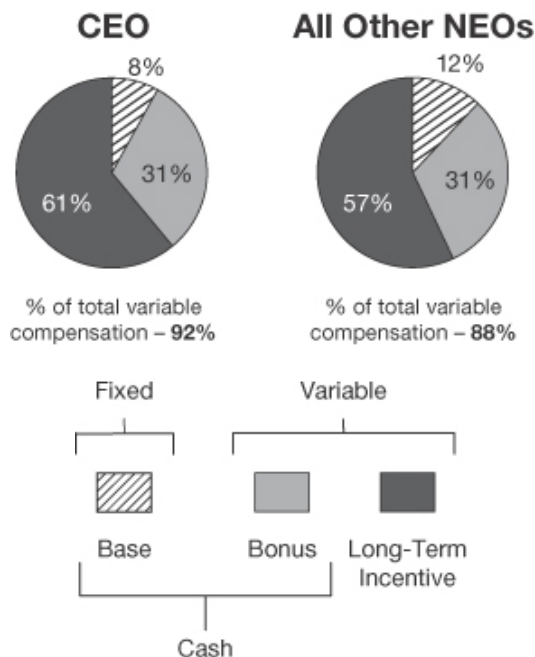 CEO
All Other NEOs
8%
31%
61%
12%
31%
57%
% of total variable
compensation – 92%
% of total variable
compensation – 88%
Fixed
Variable
Base
Bonus
Long-Term
Incentive
Cash